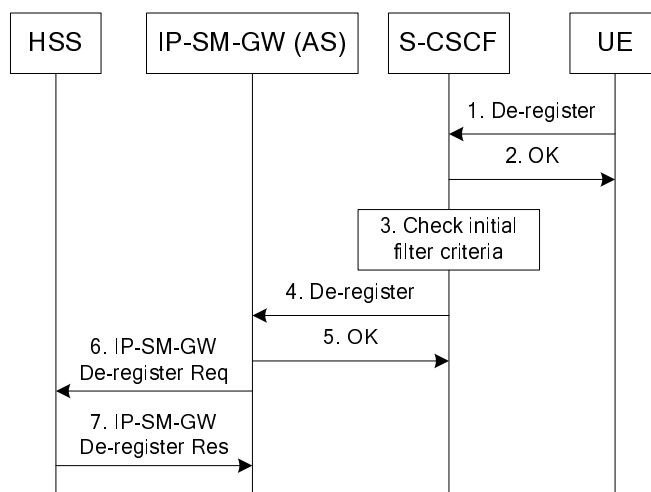 HSS
IP-SM-GW (AS)
S-CSCF
UE
1. De-register
2. OK
3. Check initial
filter criteria
4. De-register
5. OK
6. IP-SM-GW
De-register Req
7. IP-SM-GW
De-register Res